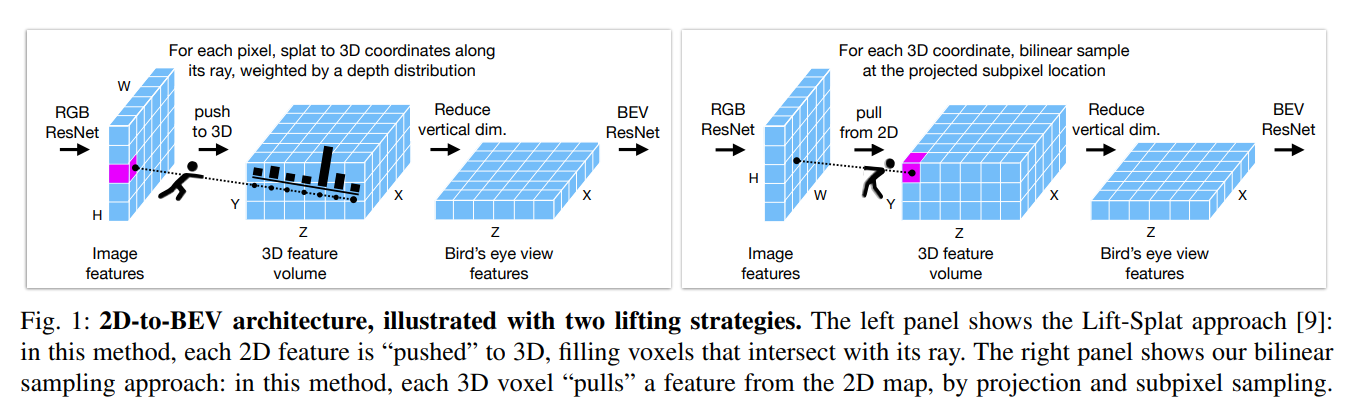 For each pixel, splat to 3D coordinates along
its ray, weighted by a depth distribution
W
RGB
ResNet
push
to 3D
Reduce
vertical dim.
BEV
ResNet
H
Y
X
Z
X
Z
Image
features
3D feature
volume
Bird's eye view
features
For each 3D coordinate, bilinear sample
at the projected subpixel location
RGB
ResNet
pull
from 2D
Reduce
vertical dim.
BEV
ResNet
H
W
Y
X
Z
X
Z
Image
features
3D feature
volume
Bird's eye view
features
Fig. 1: 2D-to-BEV architecture, illustrated with two lifting strategies. The left panel shows the Lift-Splat approach [9]:
in this method, each 2D feature is “pushed” to 3D, filling voxels that intersect with its ray. The right panel shows our bilinear
sampling approach: in this method, each 3D voxel “pulls” a feature from the 2D map, by projection and subpixel sampling.